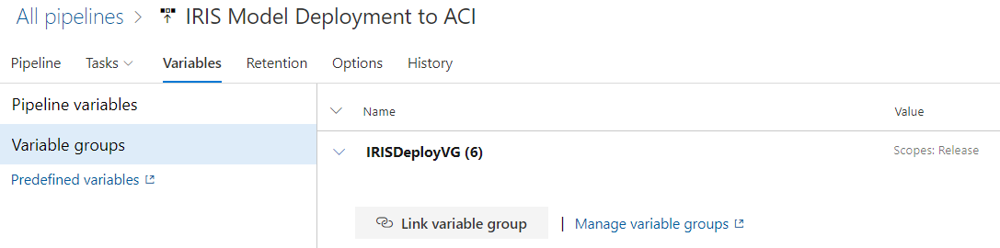 All pipelines > IRIS Model Deployment to ACI
Pipeline Tasks Variables Retention Options History
Pipeline variables
Variable groups
Predefined variables
Name Value
IRISDeployVG (6) Scopes: Release
Link variable group | Manage variable groups